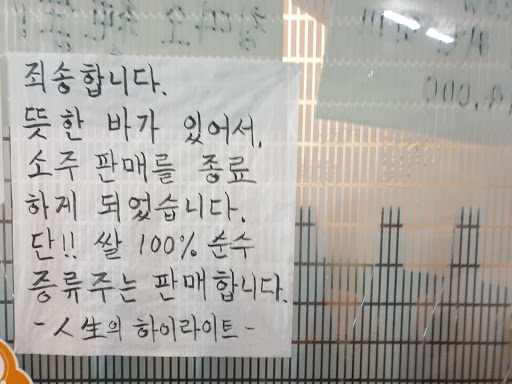 죄송합니다.
뜻한 바가 있어서,
소주 판매를 종료
하게 되었습니다.
단!! 쌀 100% 순수
증류주는 판매합니다.
- 人生의 하이라이트 -